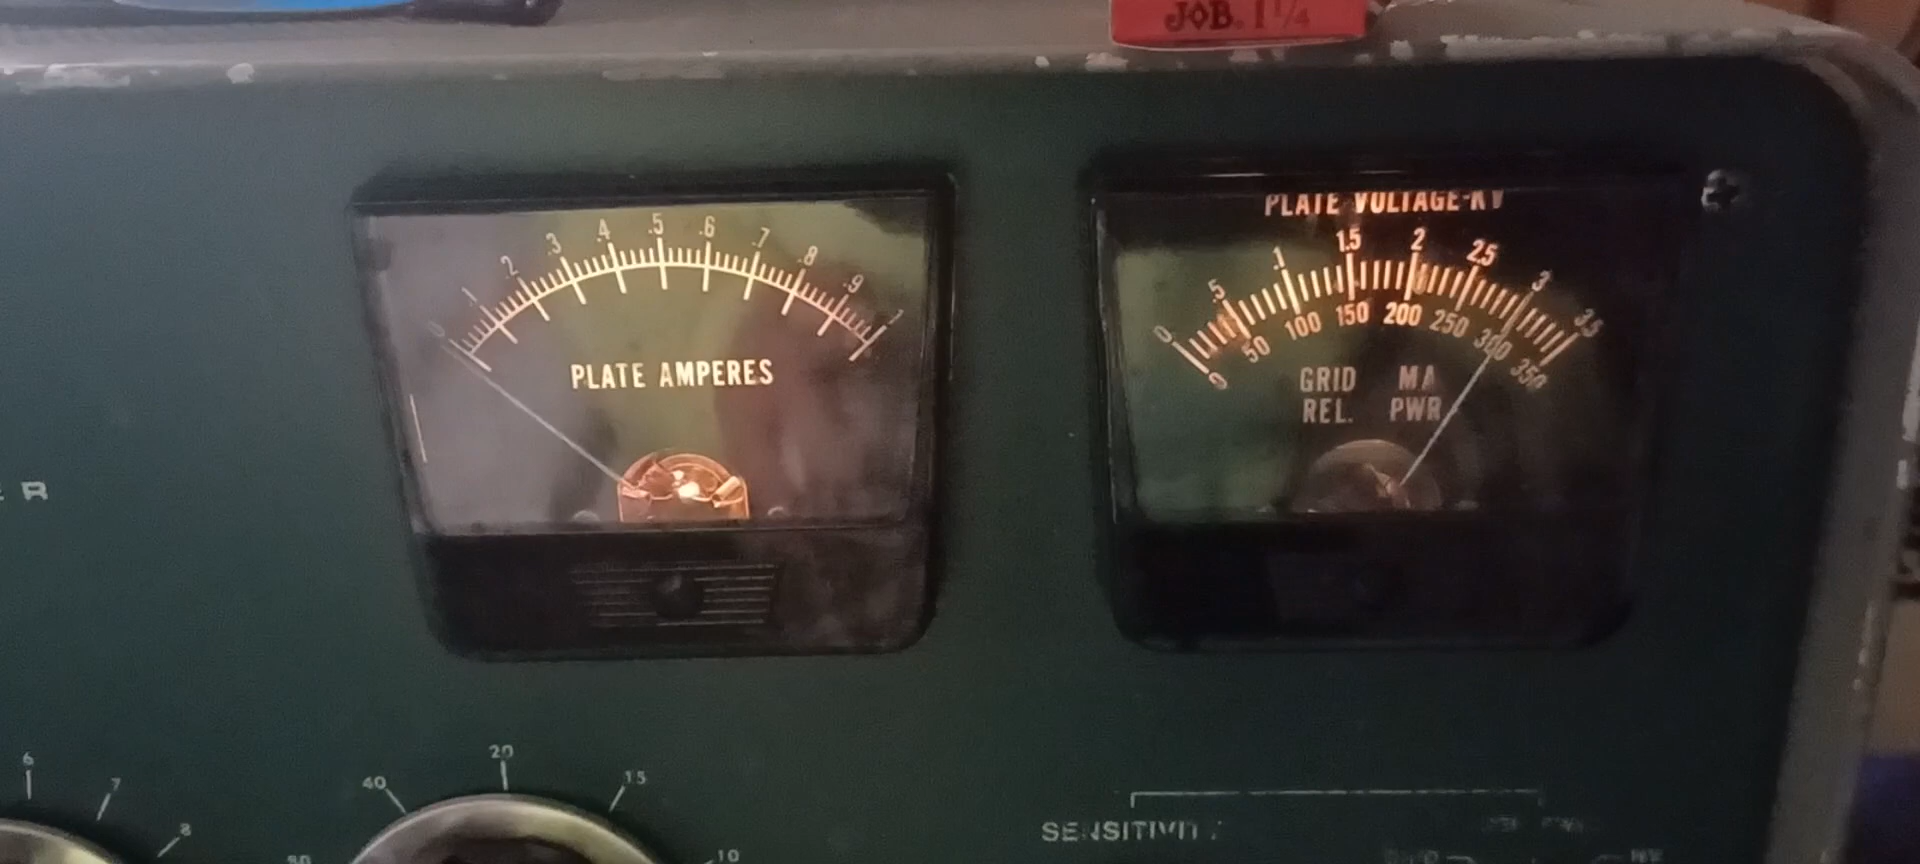 JOB. 1 1/4
0 .1 .2 .3 .4 .5 .6 .7 .8 .9 1
PLATE AMPERES
PLATE VOLTAGE-KV
0 .5 .1 1.5 2 2.5 3 3.5
0 50 100 150 200 250 300 350
GRID MA
REL. PWR
R
6 7 8
80 40 20 15 10